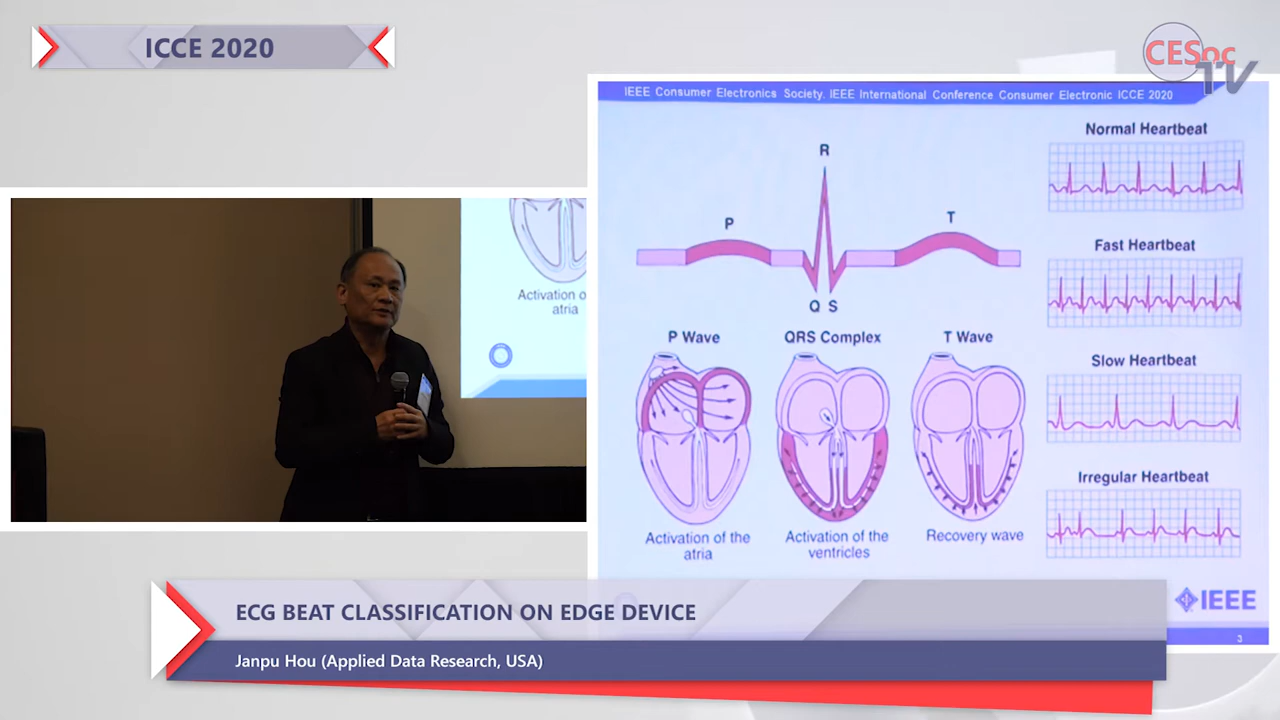 ICCE 2020
CESoc
TV
IEEE Consumer Electronics Society. IEEE International Conference Consumer Electronic ICCE 2020
Normal Heartbeat
R
P
T
Q S
Fast Heartbeat
P Wave
QRS Complex
T Wave
Slow Heartbeat
Irregular Heartbeat
Activation of the
atria
Activation of the
ventricles
Recovery wave
Activation o
atria
IEEE
3
ECG BEAT CLASSIFICATION ON EDGE DEVICE
Janpu Hou (Applied Data Research, USA)